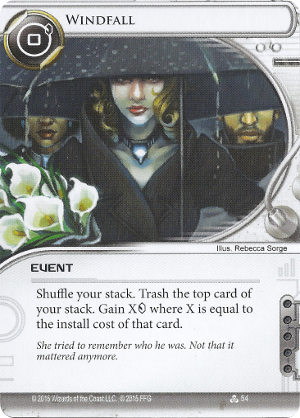 0
WINDFALL
Illus. Rebecca Sorge
EVENT
Shuffle your stack. Trash the top card of
your stack. Gain X where X is equal to
the install cost of that card.
She tried to remember who he was. Not that it
mattered anymore.
© 2015 Wizards of the Coast LLC. © 2015 FFG 54